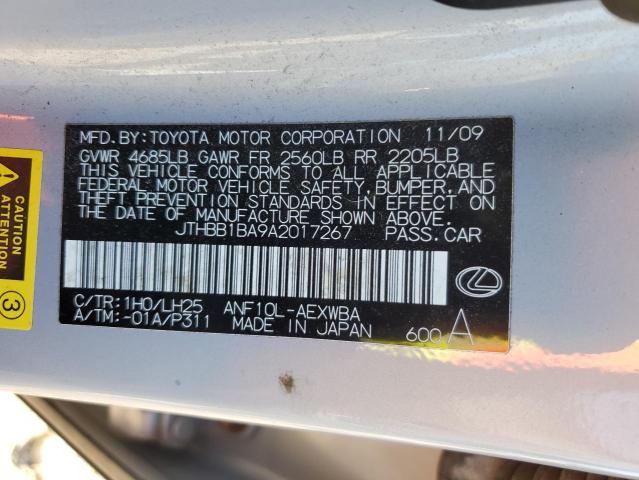 MFD.BY:TOYOTA MOTOR CORPORATION 11/09
GVWR 4685LB GAWR FR 2560LB RR 2205LB
THIS VEHICLE CONFORMS TO ALL APPLICABLE
FEDERAL MOTOR VEHICLE SAFETY, BUMPER, AND
THEFT PREVENTION STANDARDS IN EFFECT ON
THE DATE OF MANUFACTURE SHOWN ABOVE.
JTHBB1BA9A2017267 PASS.CAR
C/TR:1H0/LH25 ANF10L-AEXWBA
A/TM:-01A/P311 MADE IN JAPAN 600 A
CAUTION
ATTENTION
3